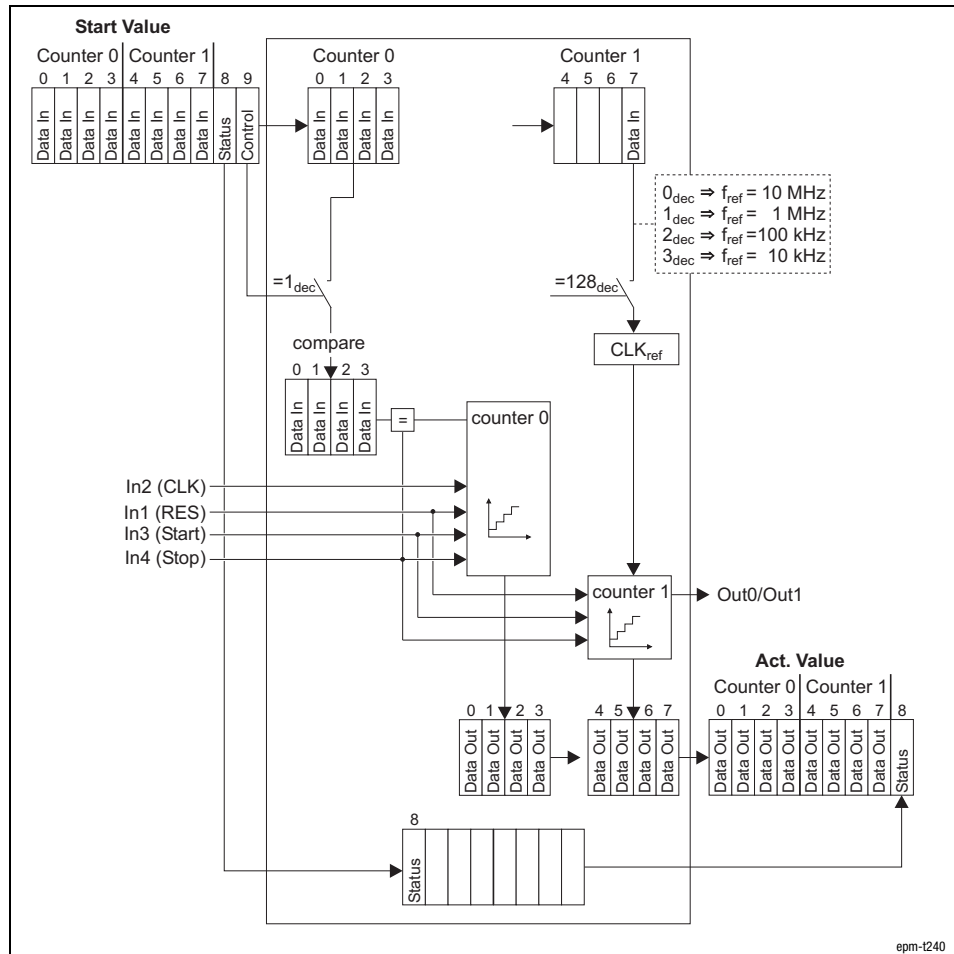 Start Value
Counter 0 Counter 1
0 1 2 3 4 5 6 7 8 9
Data In Data In Data In Data In Data In Data In Data In Data In Status Control
Counter 0
0 1 2 3
Data In Data In Data In Data In
Counter 1
4 5 6 7
Data In
0dec ⇒ fref = 10 MHz
1dec ⇒ fref = 1 MHz
2dec ⇒ fref =100 kHz
3dec ⇒ fref = 10 kHz
=1dec
=128dec
CLKref
compare
0 1 2 3
Data In Data In Data In Data In
=
counter 0
In2 (CLK)
In1 (RES)
In3 (Start)
In4 (Stop)
counter 1
Out0/Out1
Act. Value
Counter 0 Counter 1
0 1 2 3 4 5 6 7 8
Data Out Data Out Data Out Data Out Data Out Data Out Data Out Data Out Status
0 1 2 3
Data Out Data Out Data Out Data Out
4 5 6 7
Data Out Data Out Data Out Data Out
8
Status
epm-t240